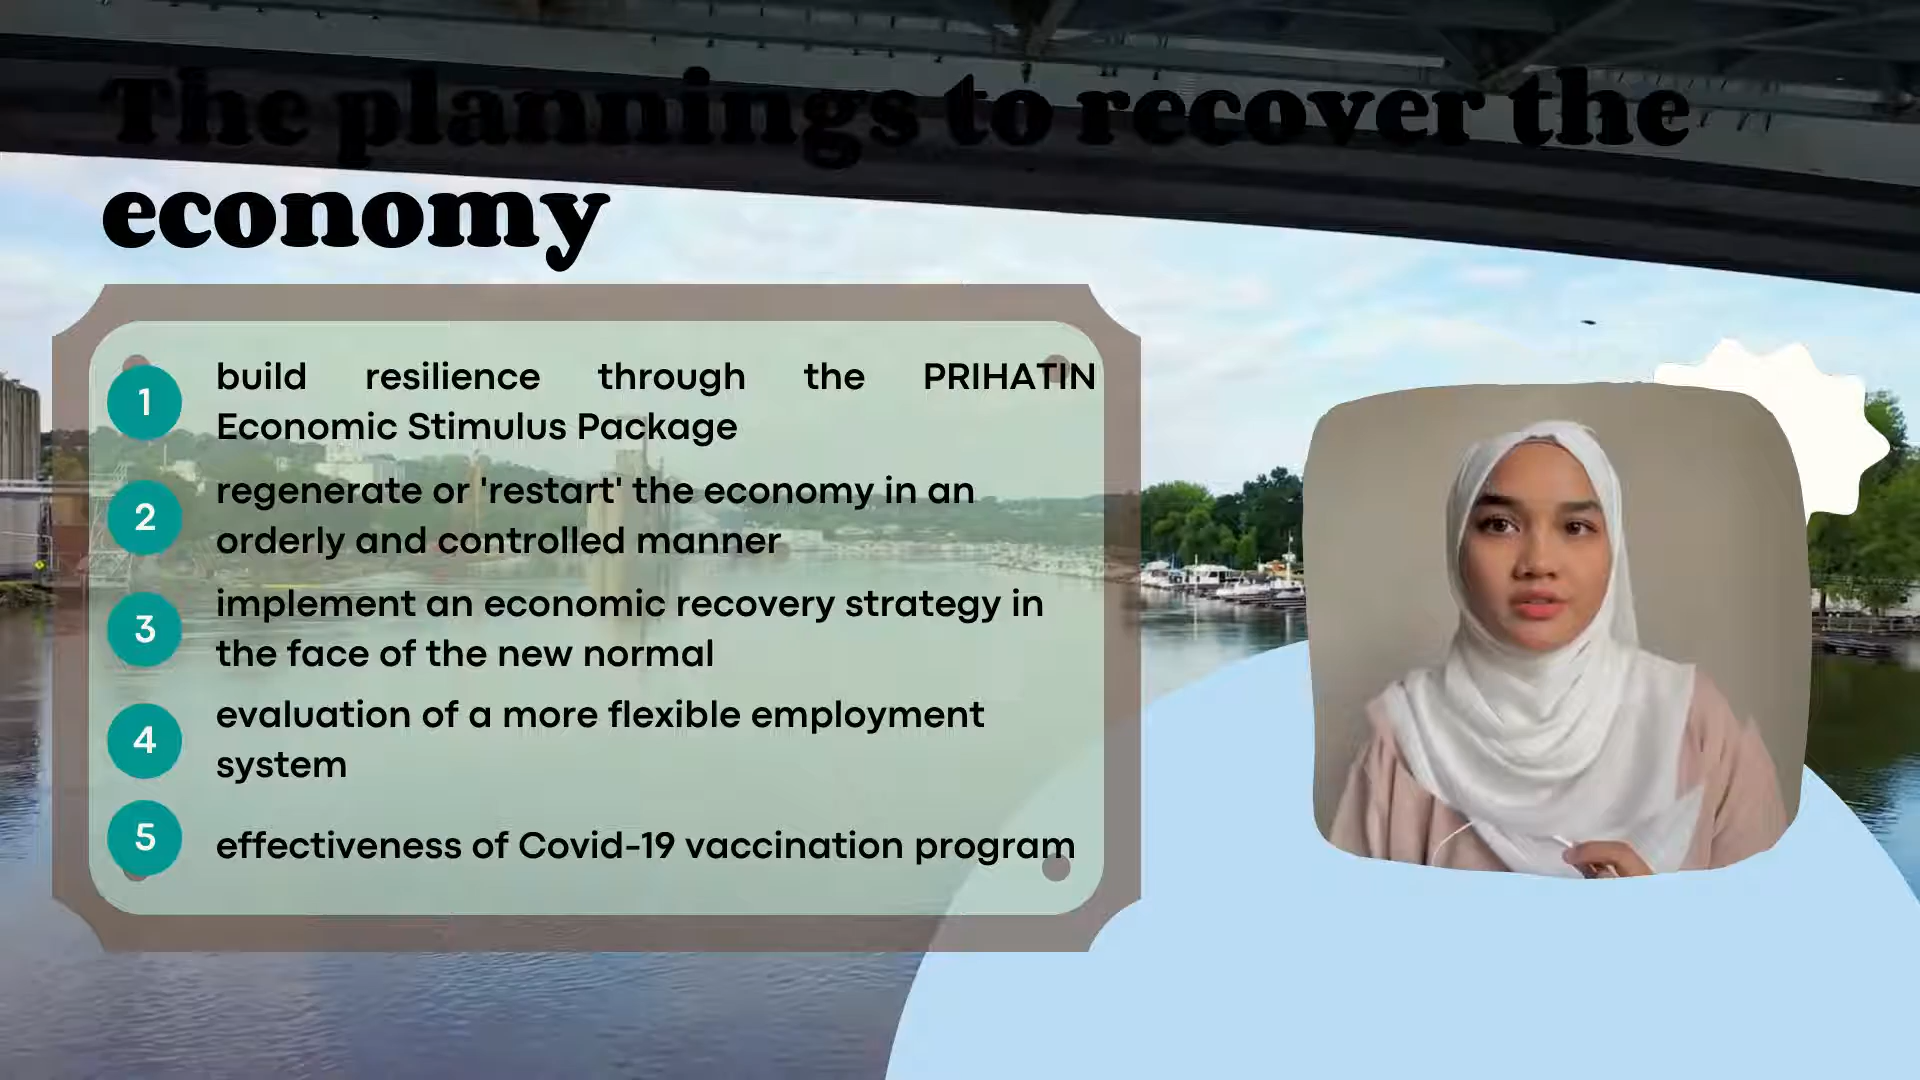 The plannings to recover the
economy
1
build resilience through the PRIHATIN
Economic Stimulus Package
2
regenerate or 'restart' the economy in an
orderly and controlled manner
3
implement an economic recovery strategy in
the face of the new normal
4
evaluation of a more flexible employment
system
5
effectiveness of Covid-19 vaccination program